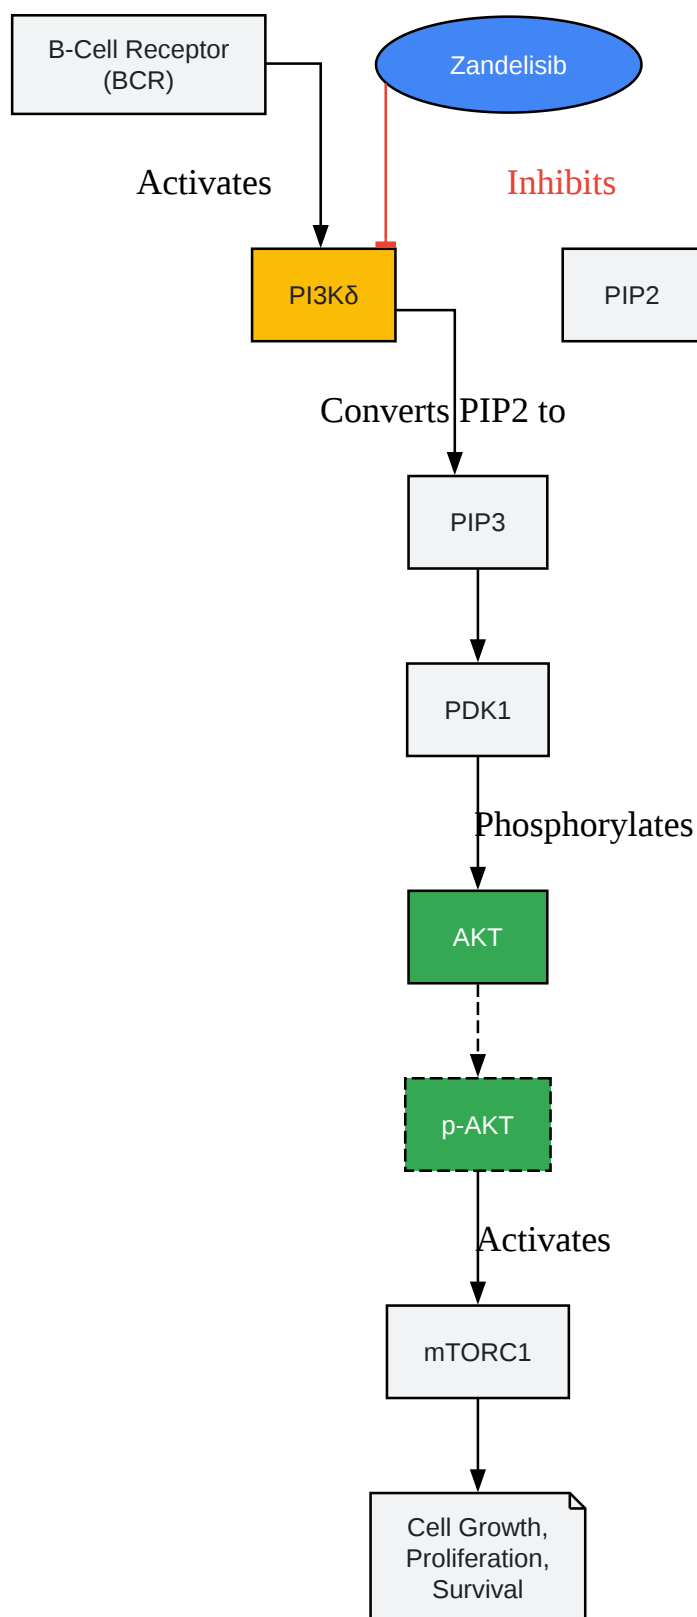 B-Cell Receptor
(BCR)
Zandelisib
Activates
Inhibits
PI3Kδ
PIP2
Converts PIP2 to
PIP3
PDK1
Phosphorylates
AKT
p-AKT
Activates
mTORC1
Cell Growth,
Proliferation,
Survival